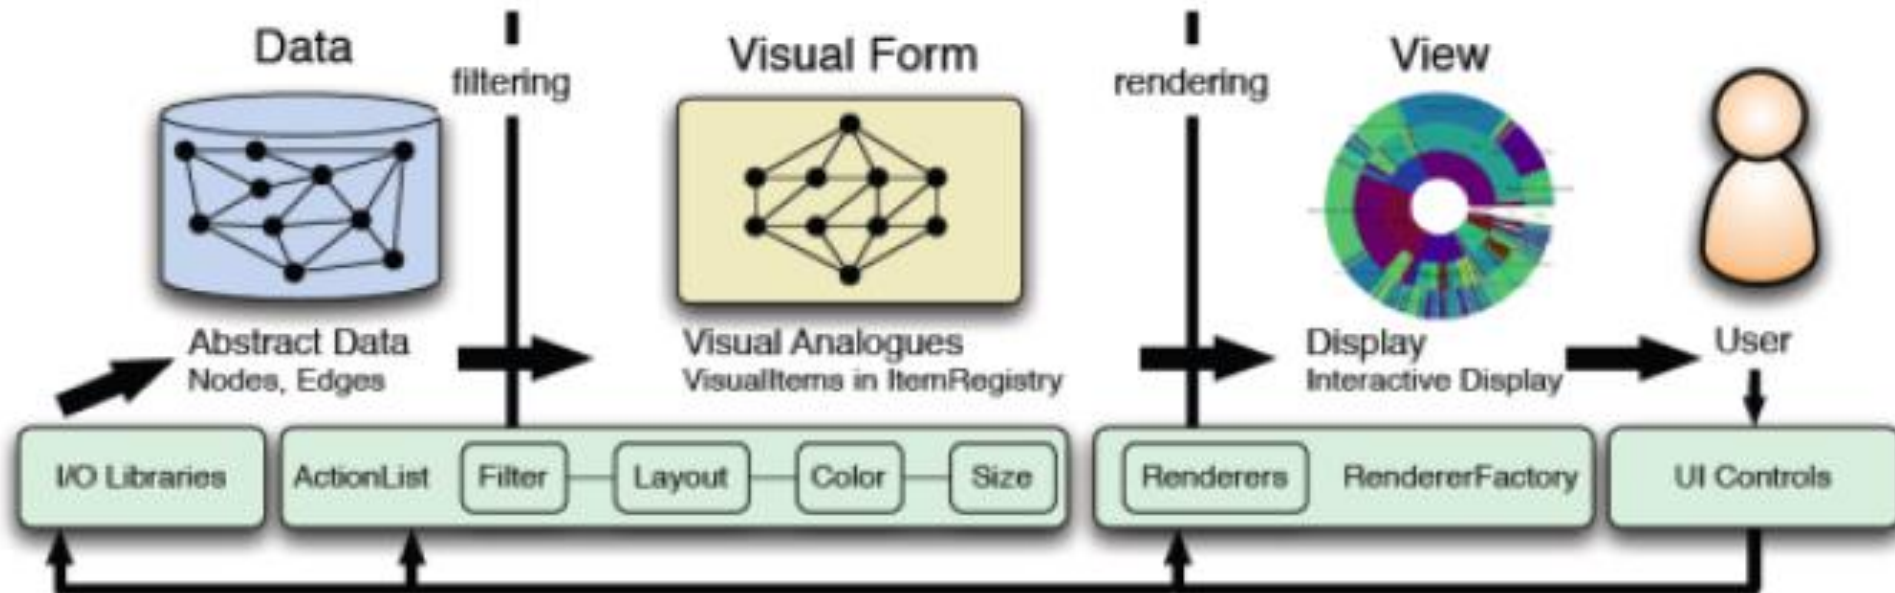 Data
filtering
Visual Form
rendering
View
Abstract Data
Nodes, Edges
Visual Analogues
VisualItems in ItemRegistry
Display
Interactive Display
User
I/O Libraries
ActionList
Filter
Layout
Color
Size
Renderers
RendererFactory
UI Controls